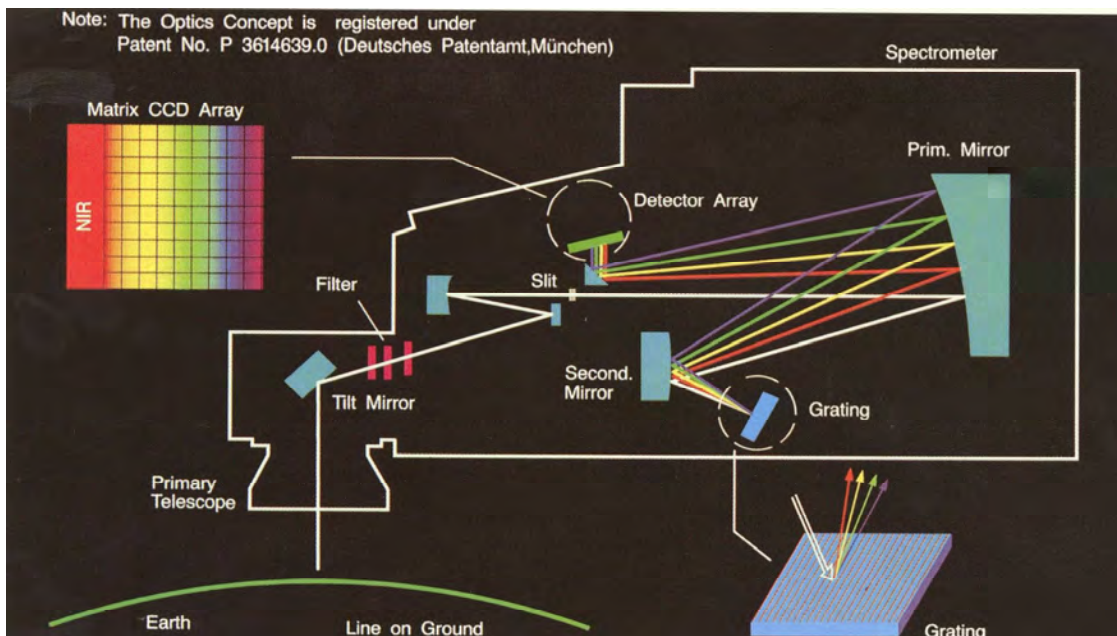 Note: The Optics Concept is registered under
Patent No. P 3614639.0 (Deutsches Patentamt,München)
Spectrometer
Matrix CCD Array
Prim. Mirror
NIR
Detector Array
Filter
Slit
Tilt Mirror
Second.
Mirror
Grating
Primary
Telescope
Earth
Line on Ground
Grating